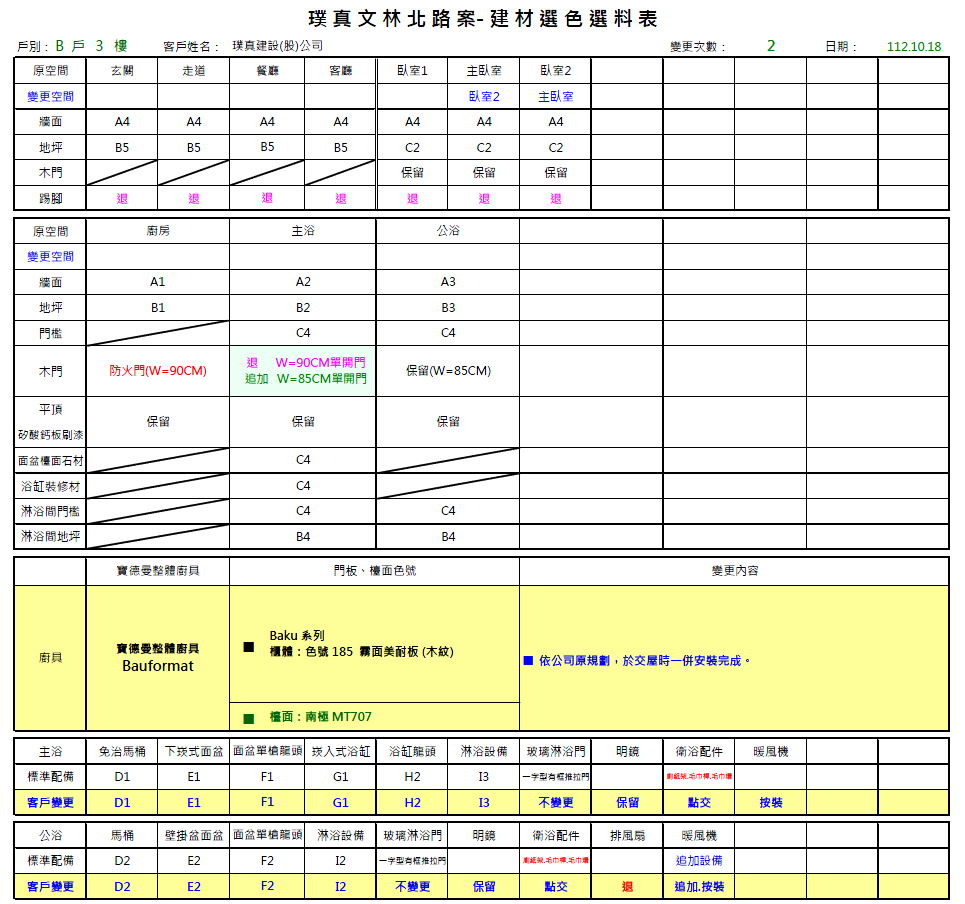 璞真文林北路案-建材選色選料表
戶別： B 戶 3 樓 客戶姓名： 璞真建設(股)公司 變更次數： 2 日期： 112.10.18
原空間 玄關 走道 餐廳 客廳 臥室1 主臥室 臥室2
變更空間 臥室2 主臥室
牆面 A4 A4 A4 A4 A4 A4 A4
地坪 B5 B5 B5 B5 C2 C2 C2
木門 保留 保留 保留
踢腳 退 退 退 退 退 退 退
原空間 廚房 主浴 公浴
變更空間
牆面 A1 A2 A3
地坪 B1 B2 B3
門檻 C4 C4
木門 防火門(W=90CM) 退 W=90CM單開門 保留(W=85CM)
追加 W=85CM單開門
平頂 保留 保留 保留
矽酸鈣板刷漆
面盆檯面石材 C4
浴缸裝修材 C4
淋浴間門檻 C4 C4
淋浴間地坪 B4 B4
寶德曼整體廚具 門板、檯面色號 變更內容
廚具 寶德曼整體廚具 Bauformat
■ Baku 系列
櫃體：色號 185 霧面美耐板 (木紋)
■ 檯面：南極 MT707
■ 依公司原規劃，於交屋時一併安裝完成。
主浴 免治馬桶 下崁式面盆 面盆單槍龍頭 崁入式浴缸 浴缸龍頭 淋浴設備 玻璃淋浴門 明鏡 衛浴配件 暖風機
標準配備 D1 E1 F1 G1 H2 I3 一字型有框推拉門 廁紙架.毛巾桿.毛巾環
客戶變更 D1 E1 F1 G1 H2 I3 不變更 保留 點交 按裝
公浴 馬桶 壁掛盆面盆 面盆單槍龍頭 淋浴設備 玻璃淋浴門 明鏡 衛浴配件 排風扇 暖風機
標準配備 D2 E2 F2 I2 一字型有框推拉門 廁紙架.毛巾桿.毛巾環 追加設備
客戶變更 D2 E2 F2 I2 不變更 保留 點交 退 追加.按裝